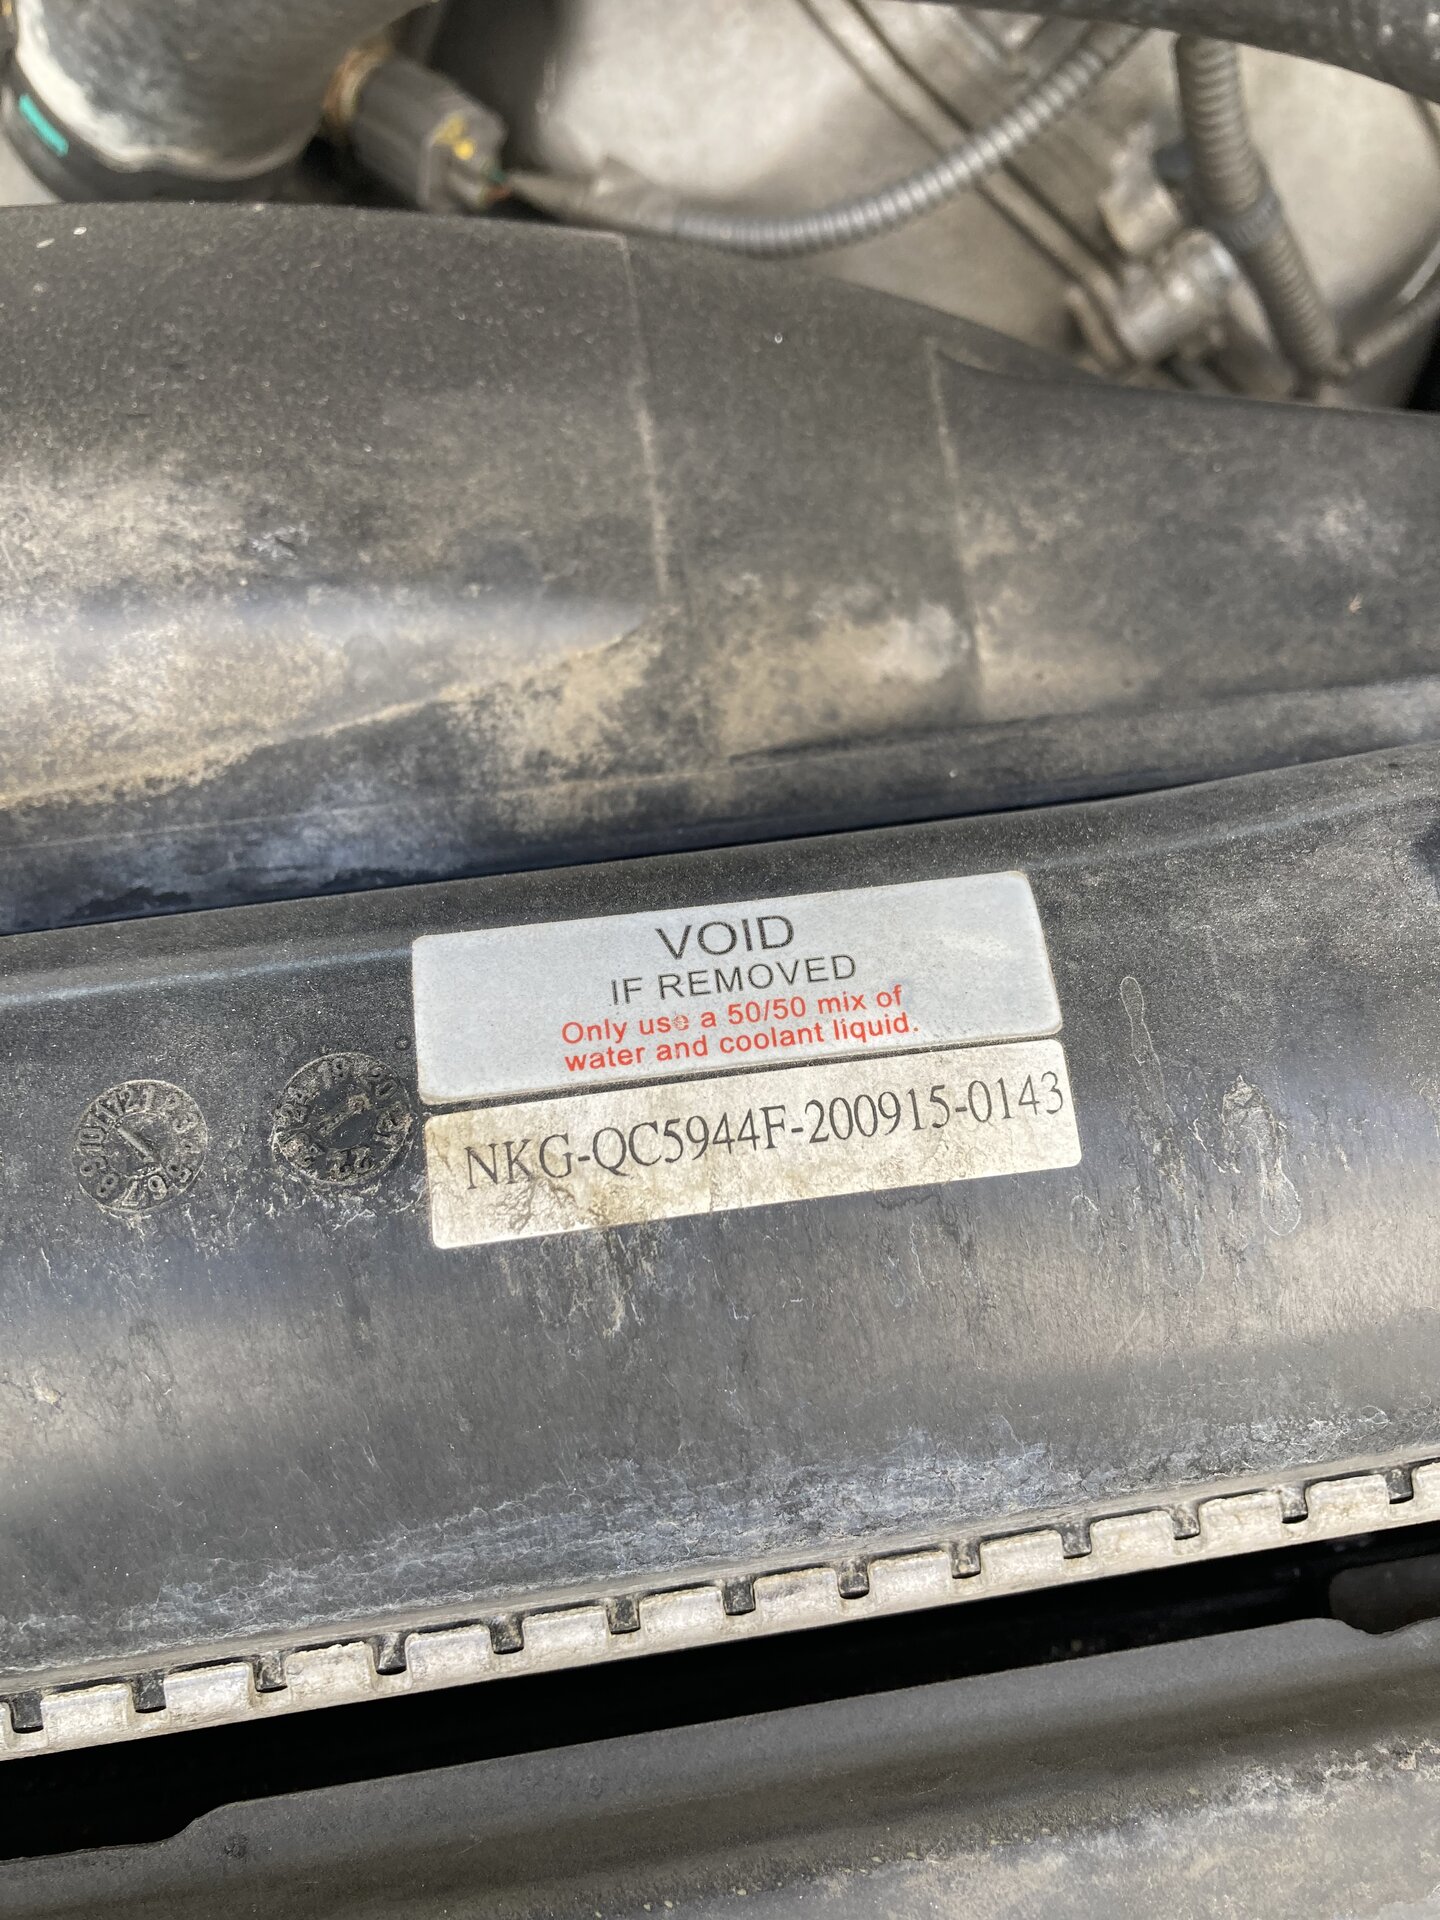 VOID
IF REMOVED
Only use a 50/50 mix of
water and coolant liquid.
NKG-QC5944F-200915-0143